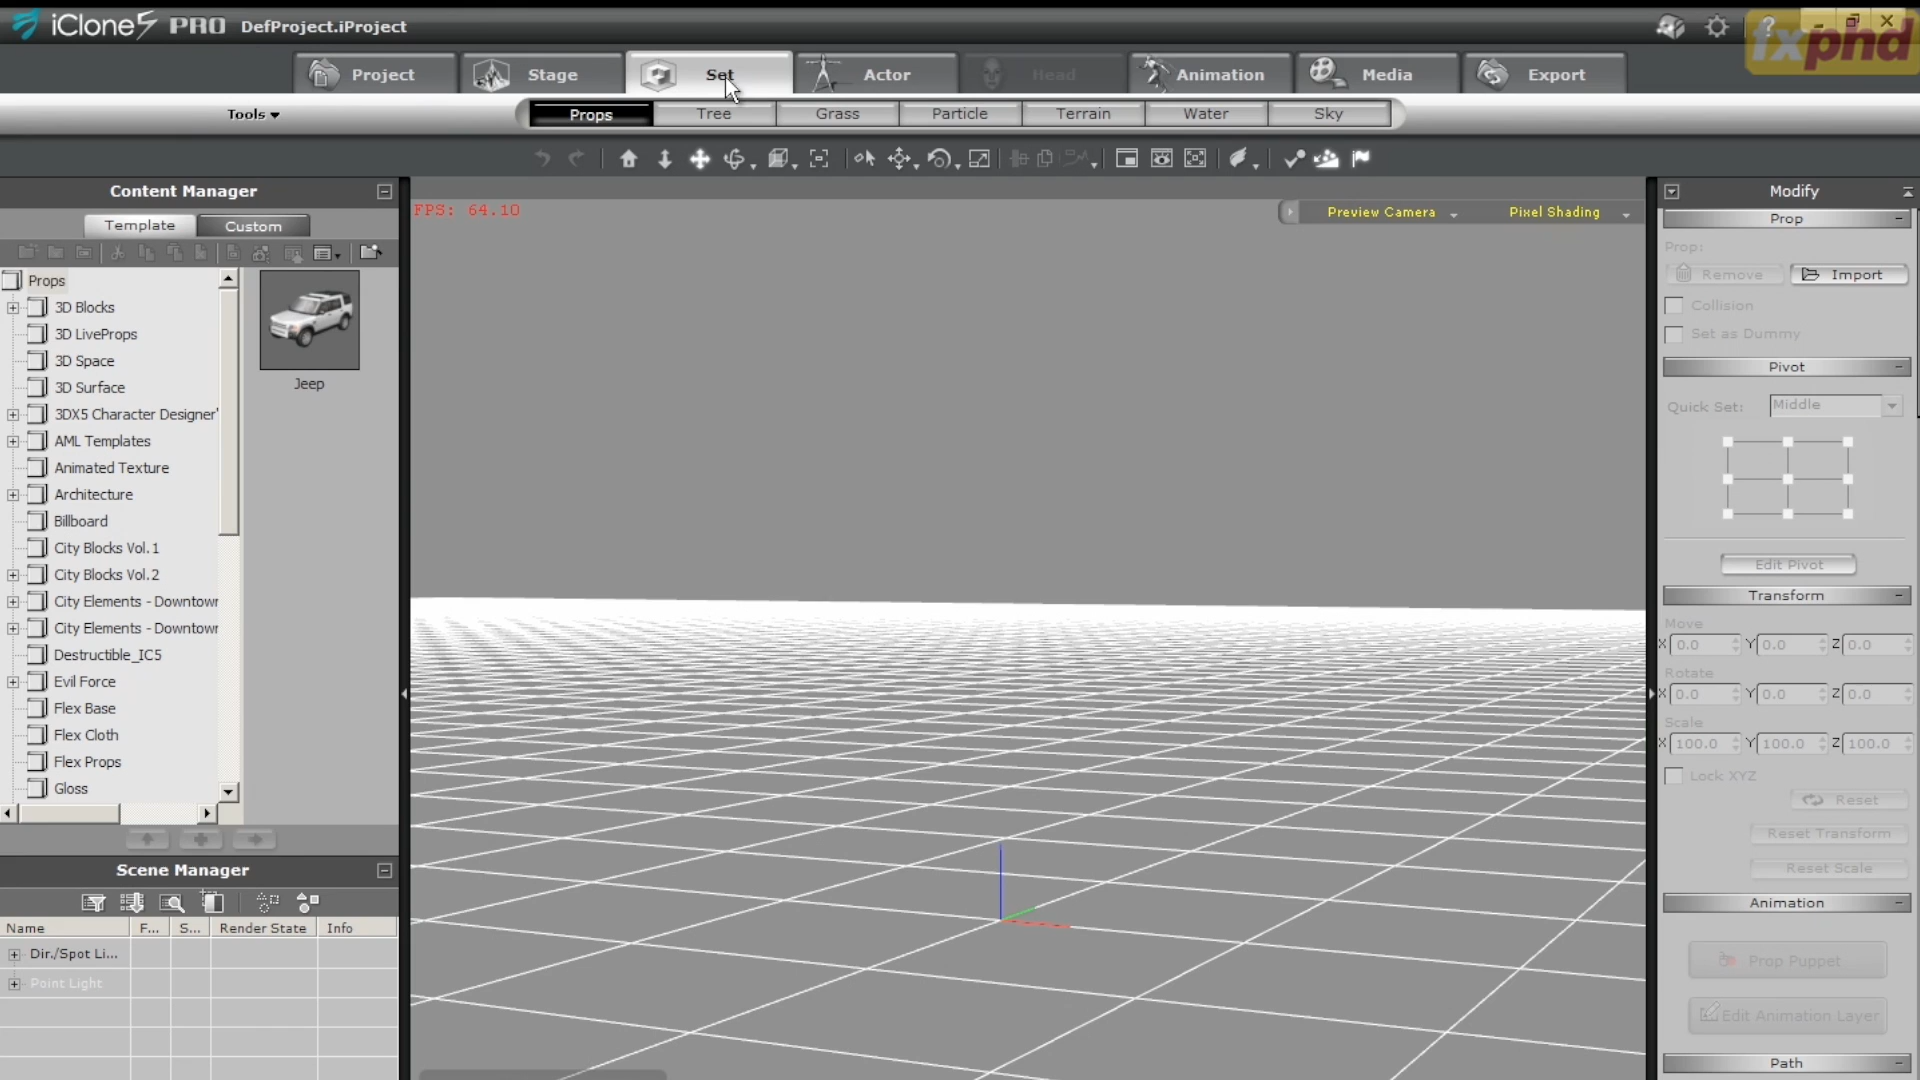 iClone5 PRO DefProject.iProject
fxphd
Project Stage Set Actor Head Animation Media Export
Tools
Props Tree Grass Particle Terrain Water Sky
Content Manager
Template Custom
Props
3D Blocks
3D LiveProps
3D Space
3D Surface
3DX5 Character Designer'
AML Templates
Animated Texture
Architecture
Billboard
City Blocks Vol.1
City Blocks Vol.2
City Elements - Downtown
City Elements - Downtown
Destructible_IC5
Evil Force
Flex Base
Flex Cloth
Flex Props
Gloss
Jeep
Scene Manager
Name F... S... Render State Info
Dir./Spot Li...
Point Light
FPS: 64.10
Preview Camera Pixel Shading
Modify
Prop
Prop:
Remove Import
Collision
Set as Dummy
Pivot
Quick Set: Middle
Edit Pivot
Transform
Move
X 0.0 Y 0.0 Z 0.0
Rotate
X 0.0 Y 0.0 Z 0.0
Scale
X 100.0 Y 100.0 Z 100.0
Lock XYZ
Reset
Reset Transform
Reset Scale
Animation
Prop Puppet
Edit Animation Layer
Path